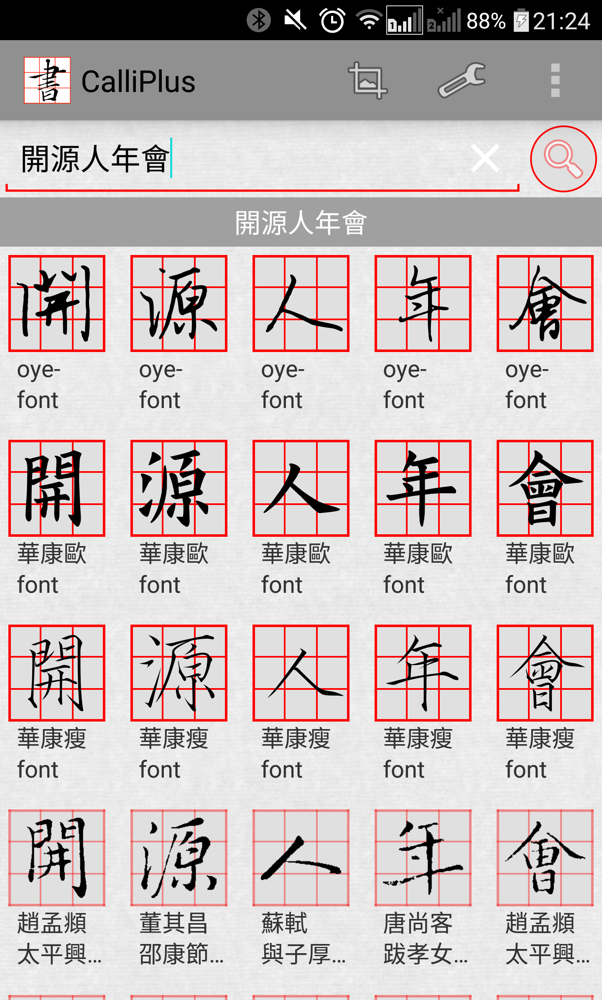 1 2 88% 21:24
書 CalliPlus
開源人年會
開源人年會
開 源 人 年 會
oye- oye- oye- oye- oye-
font font font font font
開 源 人 年 會
華康歐 華康歐 華康歐 華康歐 華康歐
font font font font font
開 源 人 年 會
華康瘦 華康瘦 華康瘦 華康瘦 華康瘦
font font font font font
開 源 人 年 會
趙孟頫 董其昌 蘇軾 唐尚客 趙孟頫
太平興... 邵康節... 與子厚... 跋孝女... 太平興...